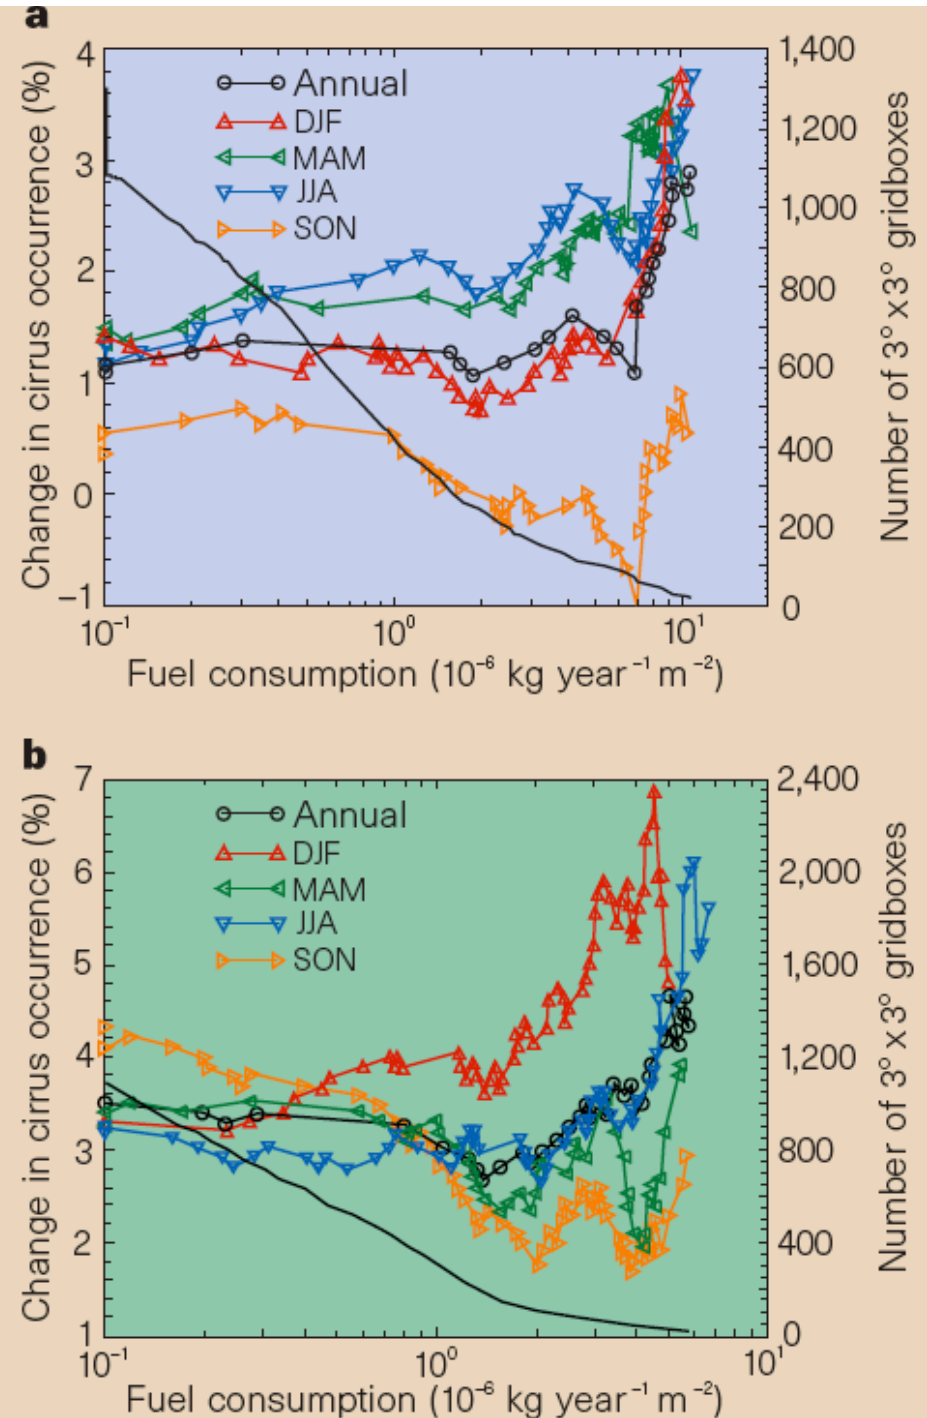 a
Change in cirrus occurrence (%)
4
3
2
1
0
−1
Annual
DJF
MAM
JJA
SON
1,400
1,200
1,000
800
600
400
200
0
Number of 3° x 3° gridboxes
10⁻¹ 10⁰ 10¹
Fuel consumption (10⁻⁶ kg year⁻¹ m⁻²)
b
Change in cirrus occurrence (%)
7
6
5
4
3
2
1
Annual
DJF
MAM
JJA
SON
2,400
2,000
1,600
1200
800
400
0
Number of 3° x 3° gridboxes
10⁻¹ 10⁰ 10¹
Fuel consumption (10⁻⁶ kg year⁻¹ m⁻²)